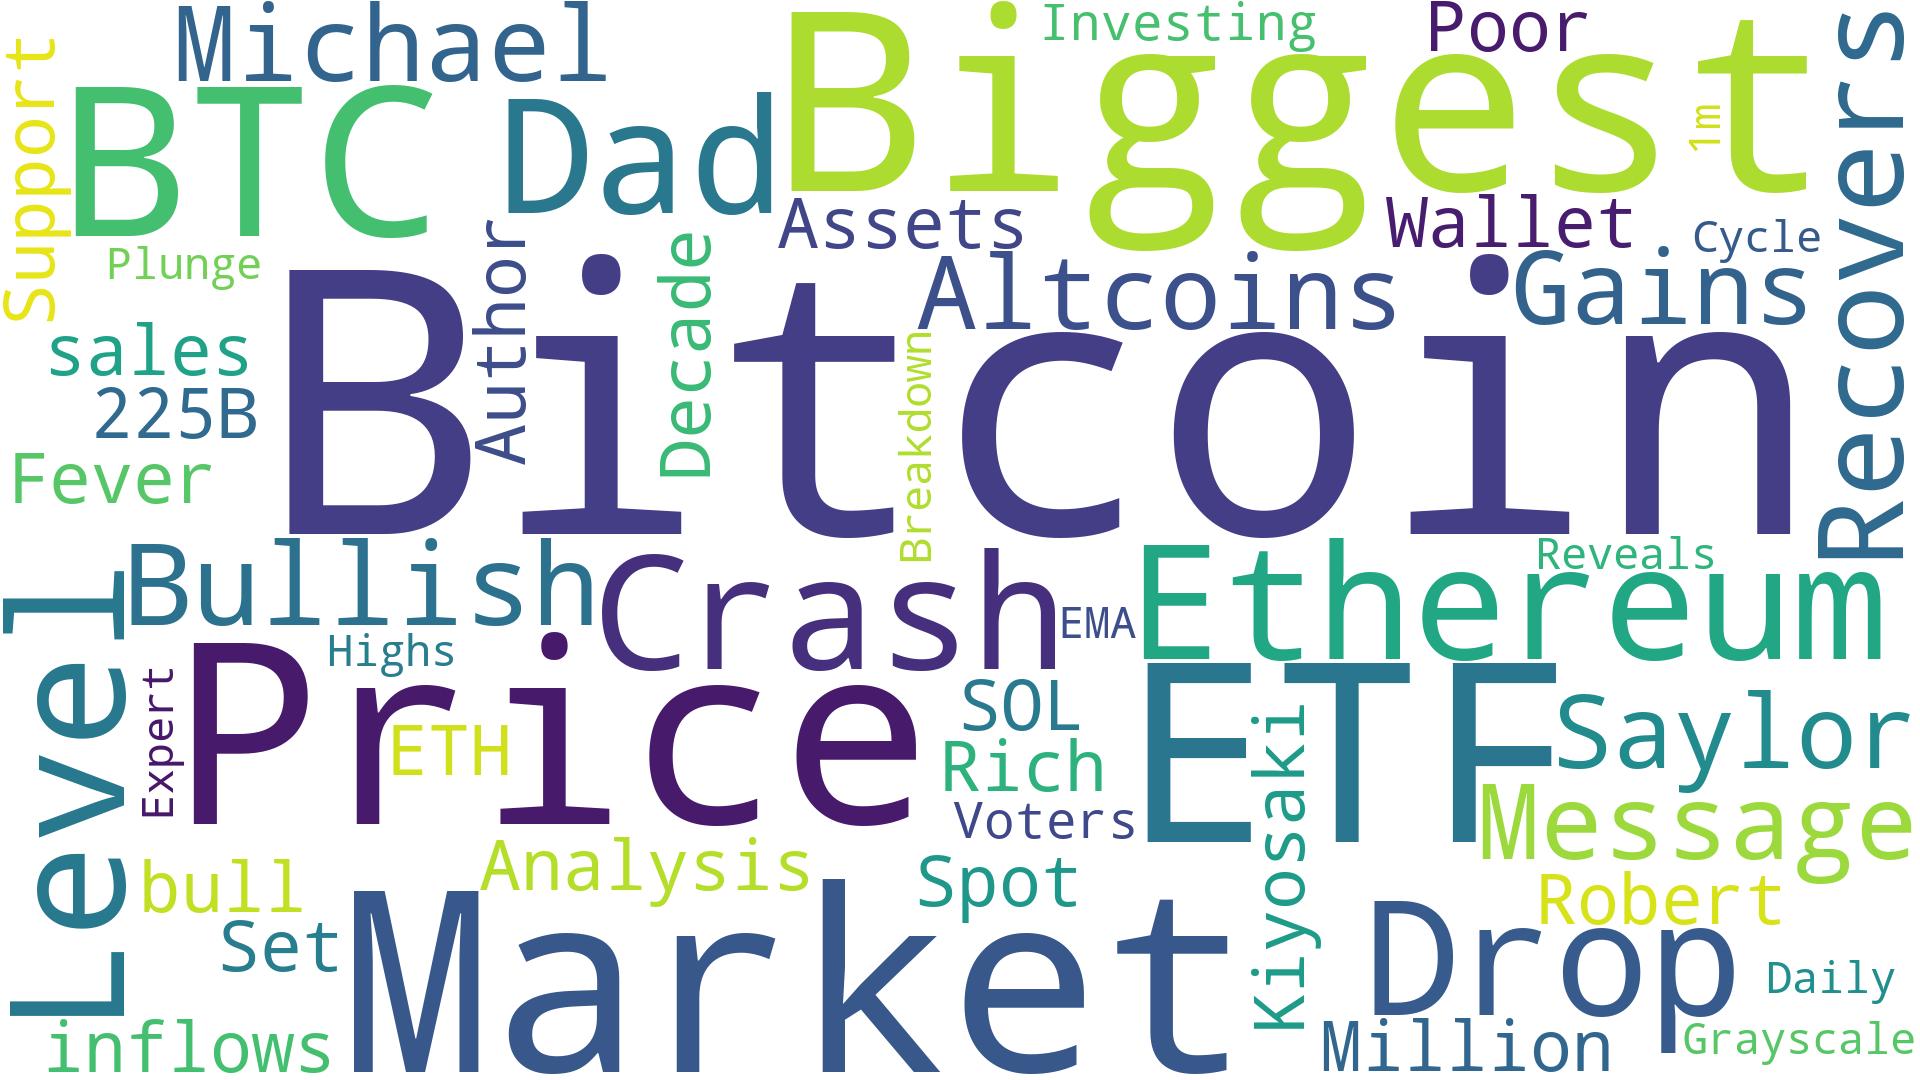 Michael
Investing
Poor
Support
BTC
Dad
Biggest
1m
Recovers
Assets
Wallet
Cycle
Plunge
Author
Decade
Altcoins
Gains
sales
225B
Fever
Bitcoin
Breakdown
Bullish
Crash
EMA
Ethereum
Reveals
Level
Highs
Expert
Price
ETH
SOL
Rich
Voters
ETF
Kiyosaki
Saylor
Message
bull
Analysis
Spot
Robert
Set
Market
Drop
Daily
inflows
Million
Grayscale